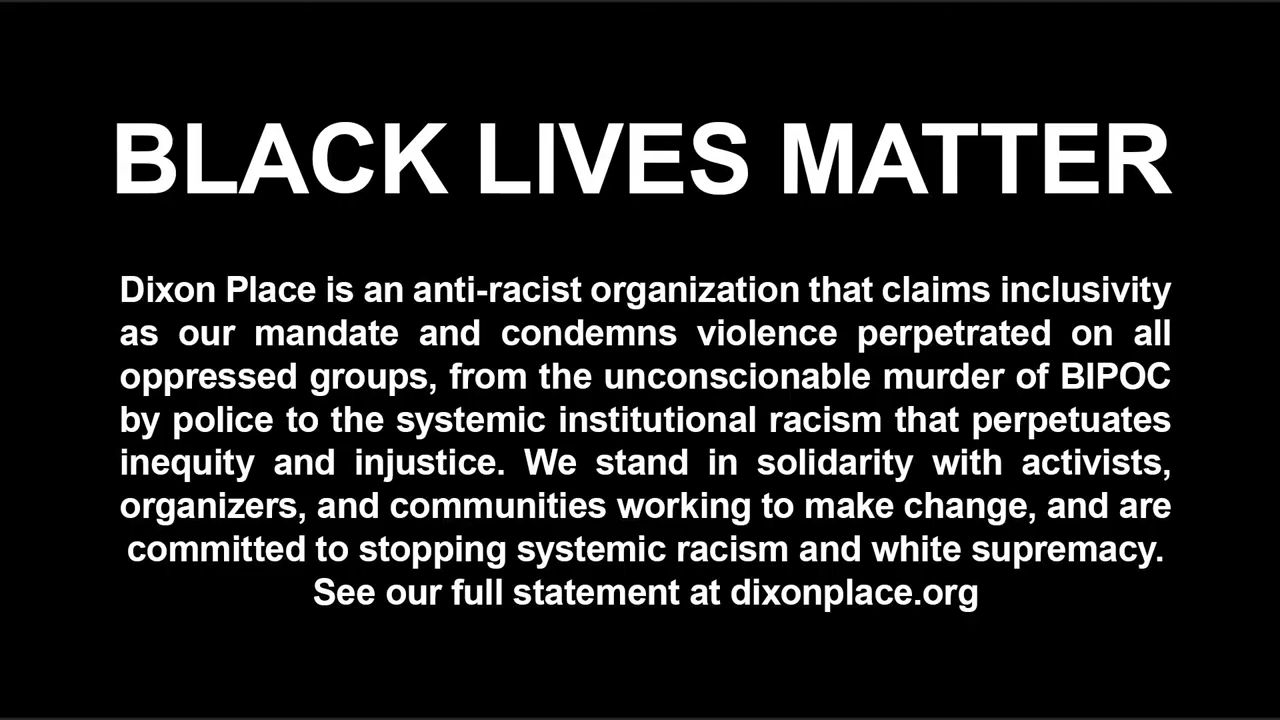 BLACK LIVES MATTER
Dixon Place is an anti-racist organization that claims inclusivity
as our mandate and condemns violence perpetrated on all
oppressed groups, from the unconscionable murder of BIPOC
by police to the systemic institutional racism that perpetuates
inequity and injustice. We stand in solidarity with activists,
organizers, and communities working to make change, and are
committed to stopping systemic racism and white supremacy.
See our full statement at dixonplace.org